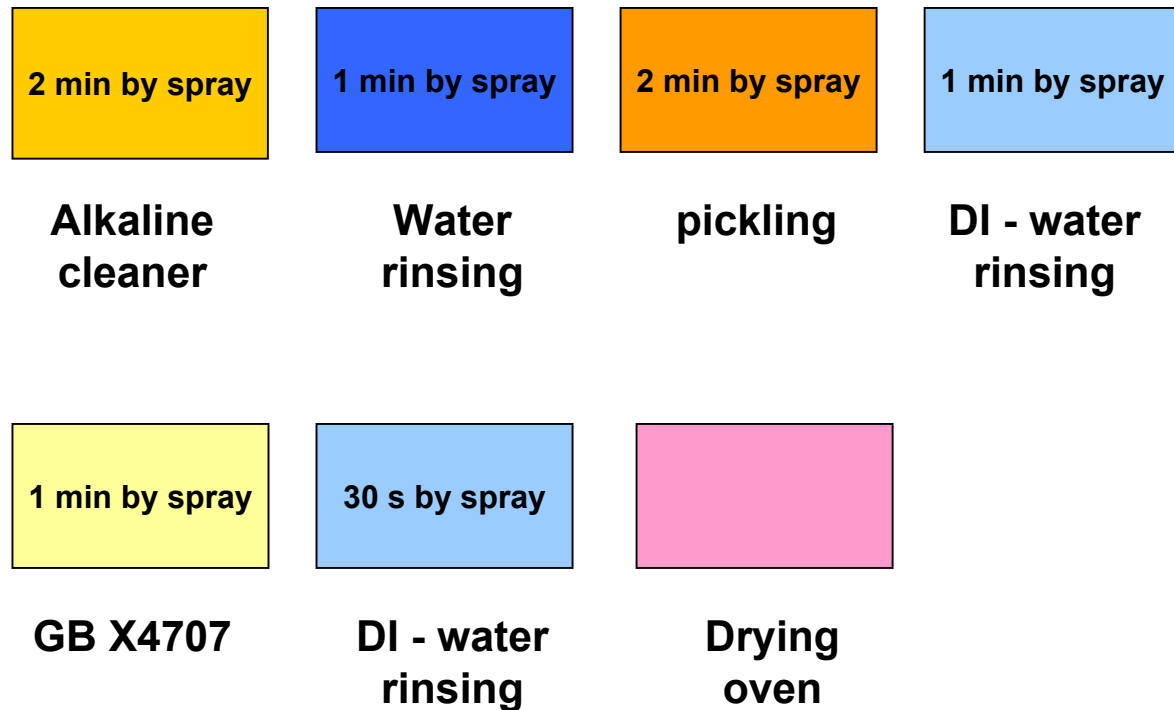 2 min by spray
1 min by spray
2 min by spray
1 min by spray
Alkaline
cleaner
Water
rinsing
pickling
DI - water
rinsing
1 min by spray
30 s by spray
GB X4707
DI - water
rinsing
Drying
oven